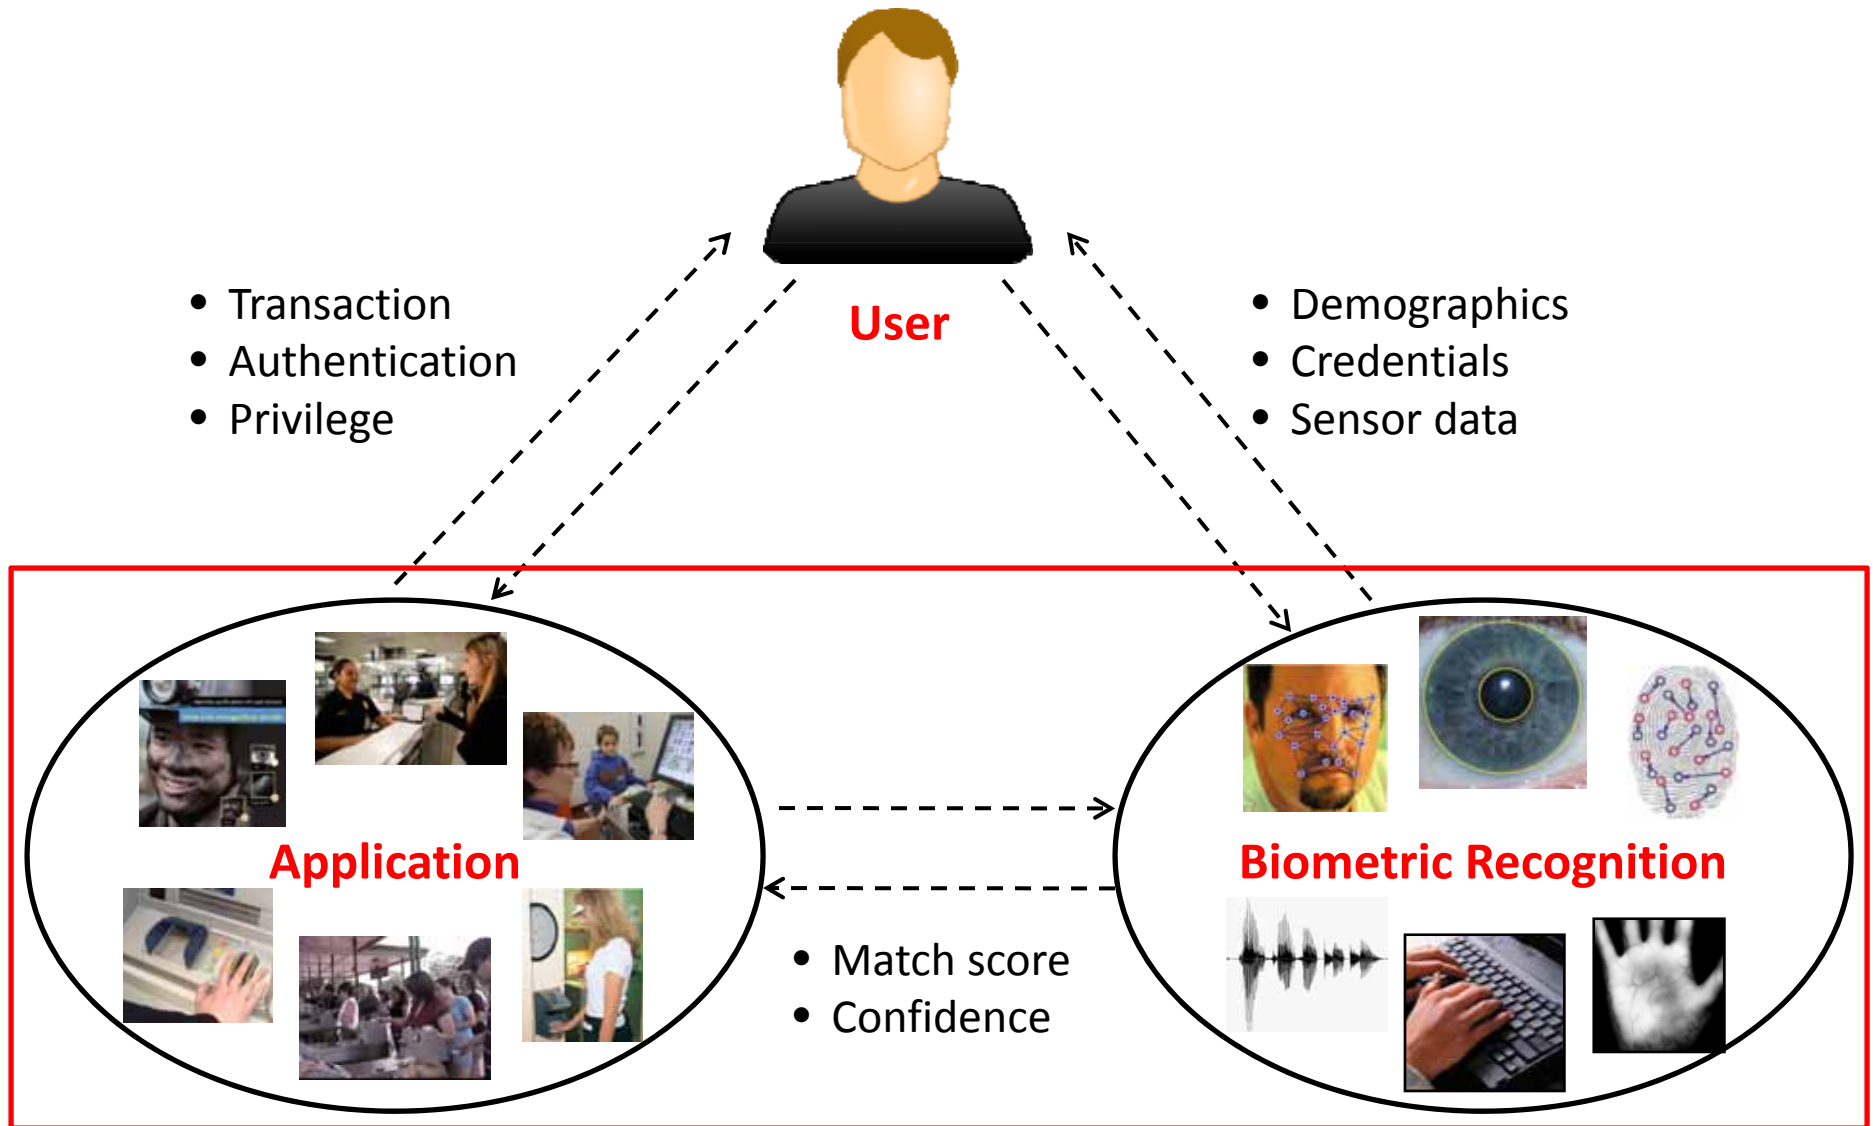 User
• Transaction
• Authentication
• Privilege
• Demographics
• Credentials
• Sensor data
Application
Biometric Recognition
• Match score
• Confidence